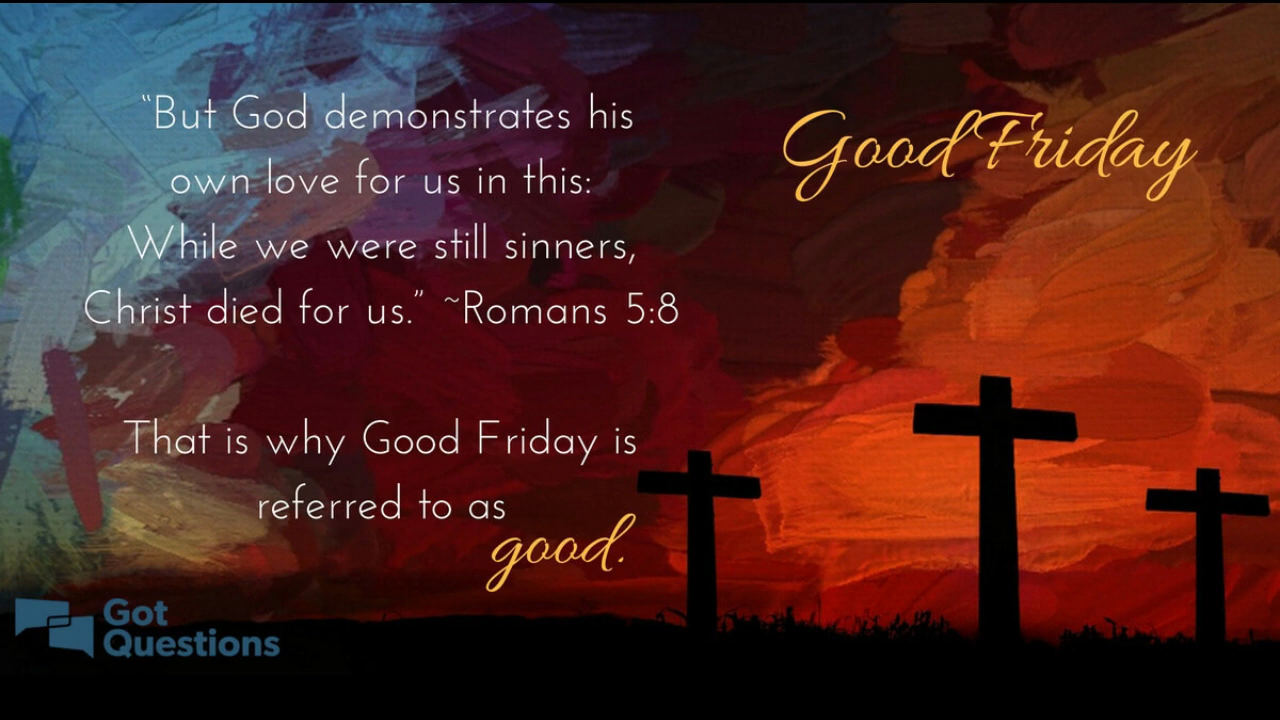 “But God demonstrates his
own love for us in this:
While we were still sinners,
Christ died for us.” ~Romans 5:8
That is why Good Friday is
referred to as
good.
Good Friday
Got
Questions